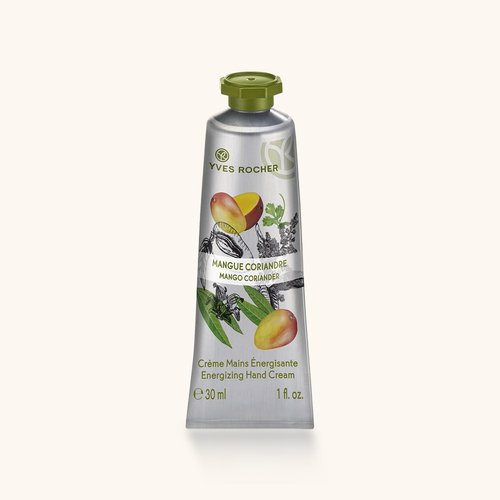 YVES ROCHER
MANGUE CORIANDRE
MANGO CORIANDER
Crème Mains Énergisante
Energizing Hand Cream
℮ 30 ml 1 fl. oz.